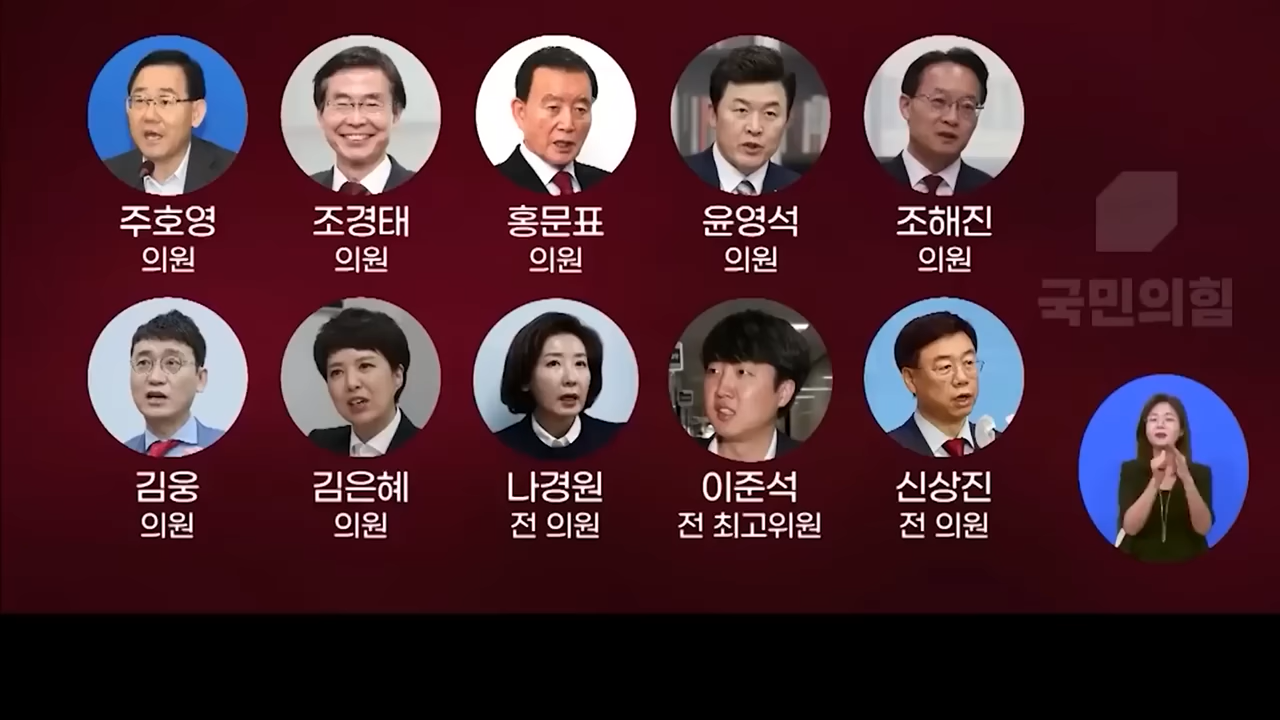 주호영 조경태 홍문표 윤영석 조해진
의원 의원 의원 의원 의원
국민의힘
김웅 김은혜 나경원 이준석 신상진
의원 의원 전 의원 전 최고위원 전 의원